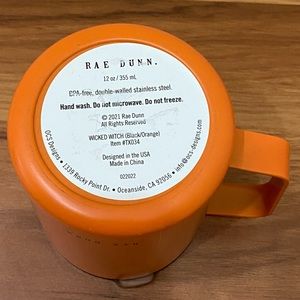 RAE DUNN.
12 oz / 355 mL
BPA-free, double-walled stainless steel.
Hand wash. Do not microwave. Do not freeze.
© 2021 Rae Dunn
All Rights Reserved
WICKED WITCH (Black/Orange)
Item #TX034
Designed in the USA
Made in China
022022
OCS Designs • 1339 Rocky Point Dr. • Oceanside, CA 92056 • info@ocs-designs.com